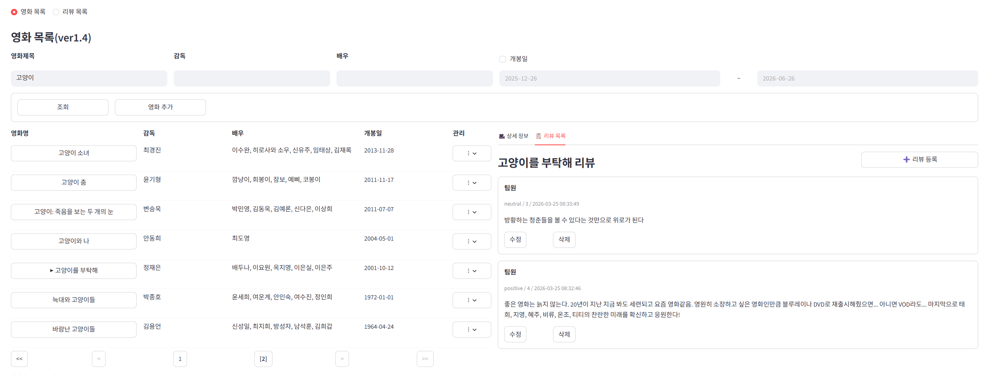 영화 목록 리뷰 목록
영화 목록(ver1.4)
영화제목 감독 배우 개봉일
고양이 2025-12-26 ~ 2026-06-26
조회 영화 추가
영화명 감독 배우 개봉일 관리
고양이 소녀 최경진 이수완, 히로사와 소우, 신유주, 임태상, 김재록 2013-11-28
고양이 춤 윤기형 깜냥이, 희봉이, 잠보, 예삐, 코봉이 2011-11-17
고양이: 죽음을 보는 두 개의 눈 변승욱 박민영, 김동욱, 김예론, 신다은, 이상희 2011-07-07
고양이와 나 안동희 최도영 2004-05-01
▸ 고양이를 부탁해 정재은 배두나, 이요원, 옥지영, 이은실, 이은주 2001-10-12
늑대와 고양이들 박종호 윤세희, 여운계, 안인숙, 여수진, 정인희 1972-01-01
바람난 고양이들 김용언 신성일, 최지희, 방성자, 남석훈, 김희갑 1964-04-24
<< < 1 [2] > >>
상세 정보 리뷰 목록
고양이를 부탁해 리뷰
리뷰 등록
팀원
neutral / 3 / 2026-03-25 08:33:49
방황하는 청춘들을 볼 수 있다는 것만으로 위로가 된다
수정 삭제
팀원
positive / 4 / 2026-03-25 08:32:46
좋은 영화는 늙지 않는다. 20년이 지난 지금 봐도 세련되고 요즘 영화같음. 영원히 소장하고 싶은 영화인만큼 블루레이나 DVD로 재출시해줬으면... 아니면 VOD라도... 마지막으로 태
희, 지영, 혜주, 비류, 온조, 티티의 찬란한 미래를 확신하고 응원한다!
수정 삭제